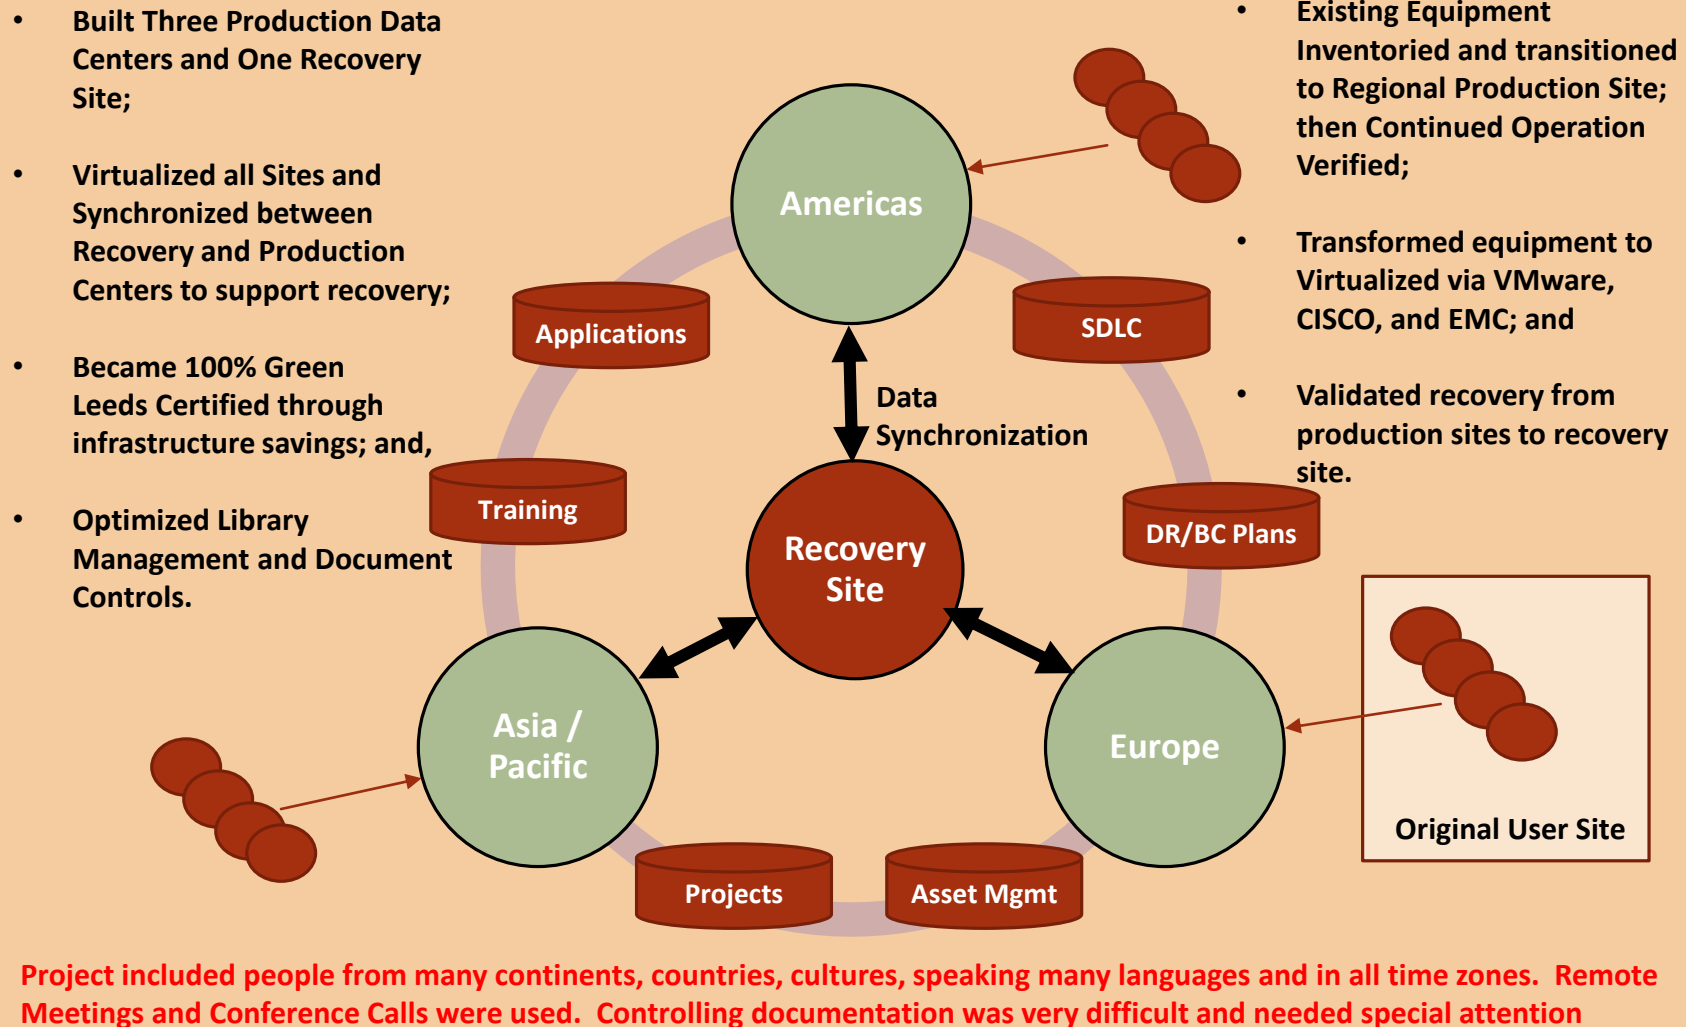 • Built Three Production Data
Centers and One Recovery
Site;
• Virtualized all Sites and
Synchronized between
Recovery and Production
Centers to support recovery;
• Became 100% Green
Leeds Certified through
infrastructure savings; and,
• Optimized Library
Management and Document
Controls.
• Existing Equipment
Inventoried and transitioned
to Regional Production Site;
then Continued Operation
Verified;
• Transformed equipment to
Virtualized via VMware,
CISCO, and EMC; and
• Validated recovery from
production sites to recovery
site.
Americas
Applications
SDLC
Data
Synchronization
Training
DR/BC Plans
Recovery
Site
Asia /
Pacific
Europe
Original User Site
Projects
Asset Mgmt
Project included people from many continents, countries, cultures, speaking many languages and in all time zones.  Remote
Meetings and Conference Calls were used.  Controlling documentation was very difficult and needed special attention